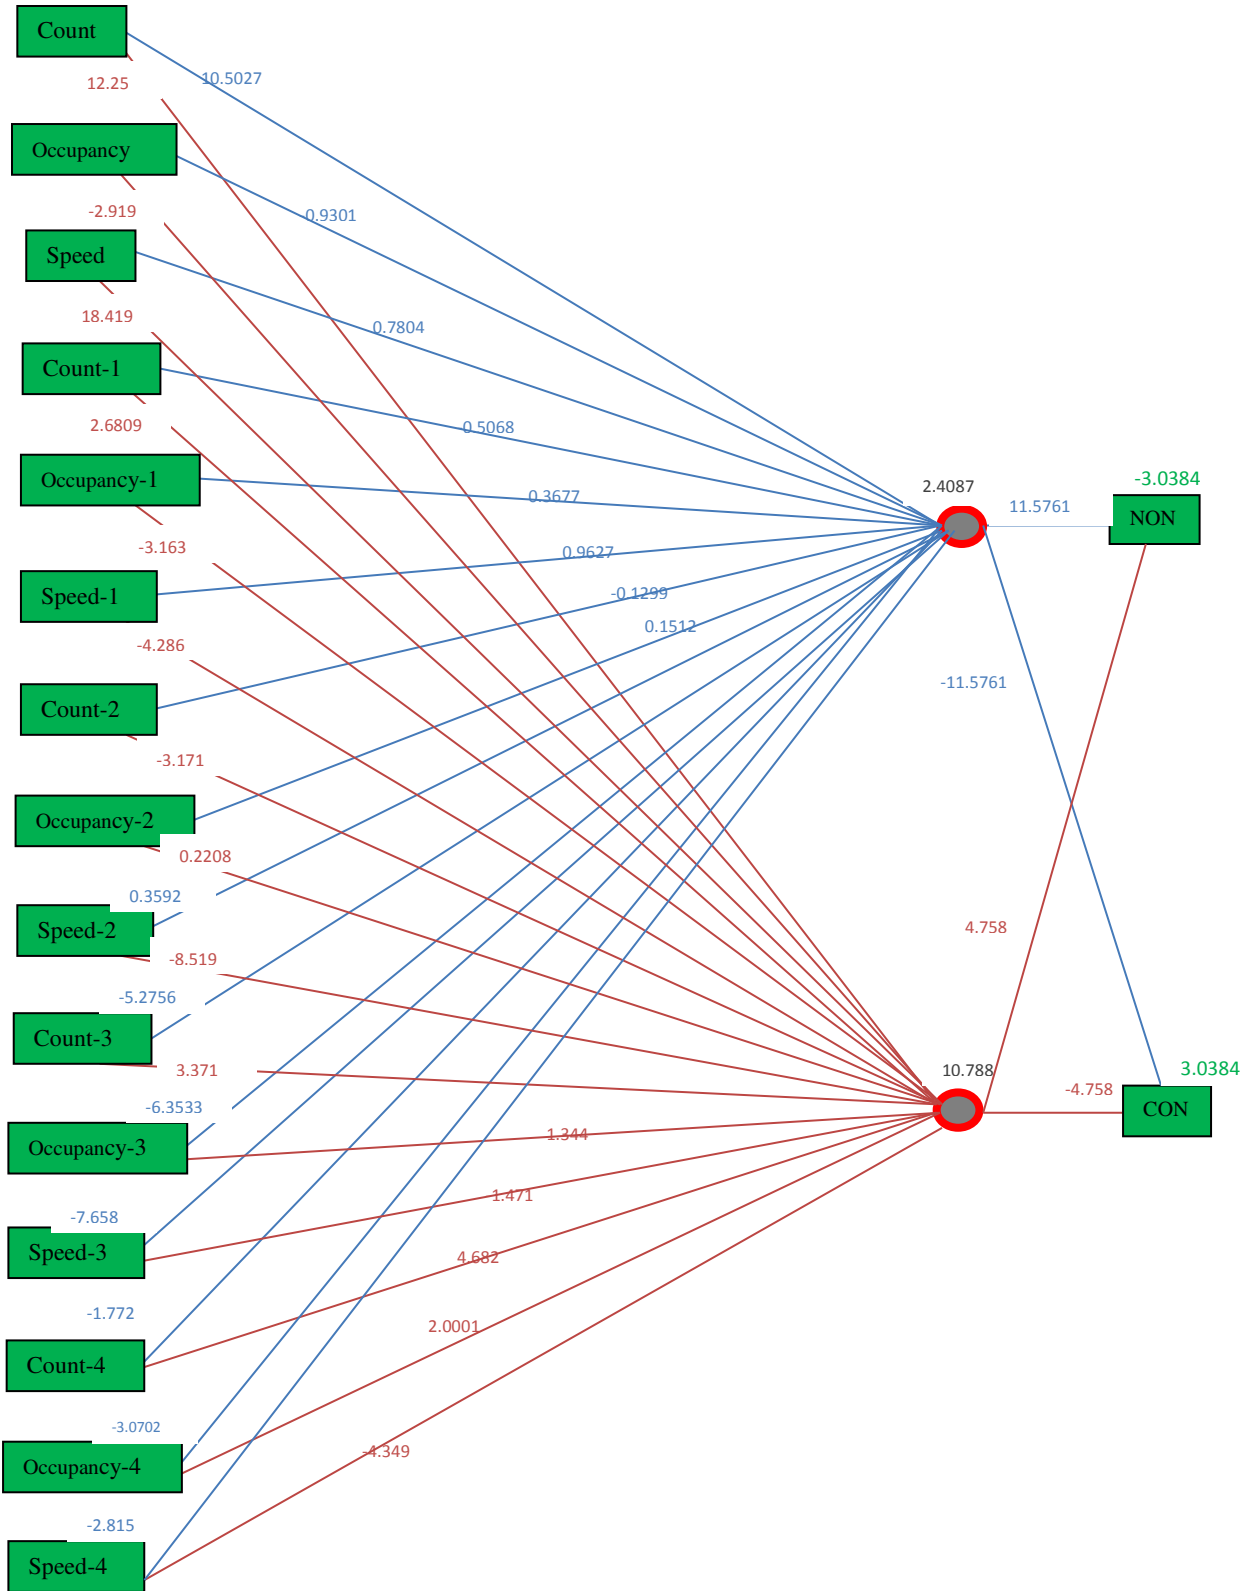 Count
12.25
10.5027
Occupancy
-2.919
0.9301
Speed
18.419
0.7804
Count-1
2.6809
0.5068
Occupancy-1
0.3677
2.4087
-3.0384
11.5761
NON
-3.163
0.9627
Speed-1
-0.1299
0.1512
-4.286
-11.5761
Count-2
-3.171
Occupancy-2
0.2208
0.3592
Speed-2
4.758
-8.519
-5.2756
Count-3
3.371
10.788
3.0384
-4.758
CON
-6.3533
Occupancy-3
1.344
-7.658
1.471
Speed-3
4.682
-1.772
2.0001
Count-4
-3.0702
Occupancy-4
-4.349
-2.815
Speed-4